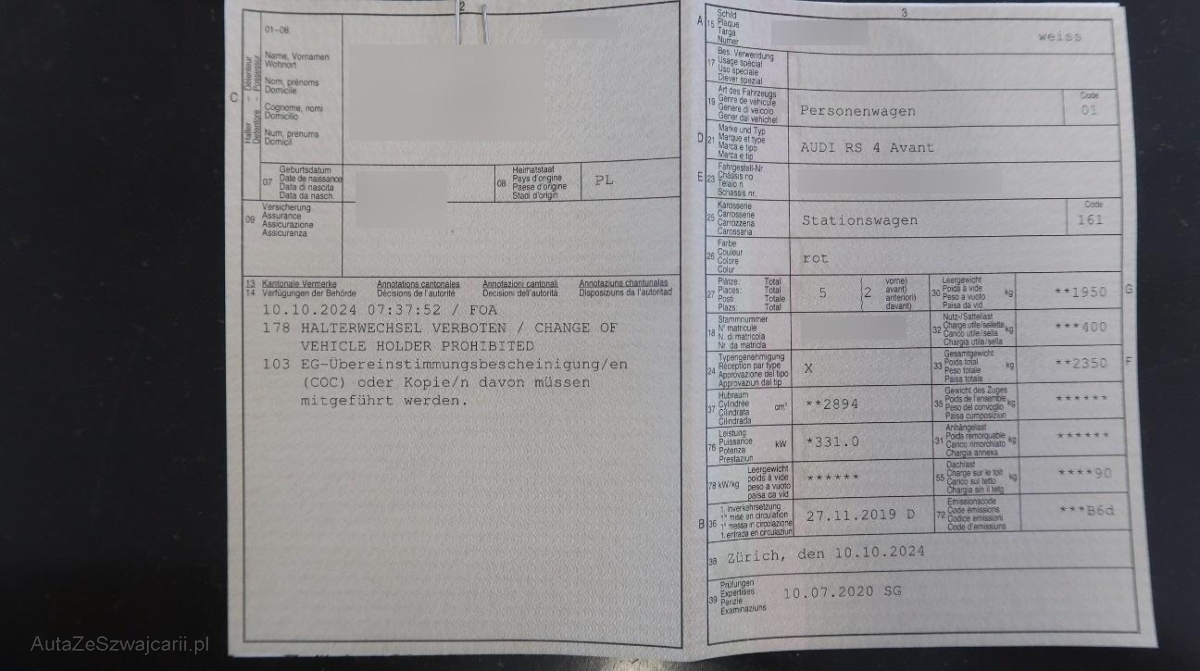 2
01-06
C
Halter - Détenteur
Detentore - Possessur
Name, Vornamen
Wohnort
Nom, prénoms
Domicile
Cognome, nomi
Domicilio
Num, prenums
Domicil
07
Geburtsdatum
Date de naissance
Data di nascita
Data da nasch.
08
Heimatstaat
Pays d'origine
Paese d'origine
Stadi d'origin
PL
09
Versicherung
Assurance
Assicurazione
Assicuranza
13 Kantonale Vermerke Annotations cantonales Annotazioni cantonali Annotaziuns chantunalas
14 Verfügungen der Behörde Décisions de l'autorité Decisioni dell'autorità Disposiziuns da l'autoritad
10.10.2024 07:37:52 / FOA
178 HALTERWECHSEL VERBOTEN / CHANGE OF
VEHICLE HOLDER PROHIBITED
103 EG-Übereinstimmungsbescheinigung/en
(COC) oder Kopie/n davon müssen
mitgeführt werden.
3
A 15
Schild
Plaque
Targa
Numer
weiss
17
Bes. Verwendung
Usage spécial
Uso speciale
Diever spezial
19
Art des Fahrzeugs
Genre de véhicule
Genere di veicolo
Gener dal vehichel
Personenwagen
Code
01
D 21
Marke und Typ
Marque et type
Marca e tipo
Marca e tip
AUDI RS 4 Avant
E 23
Fahrgestell-Nr.
Châssis no
Telaio n.
Schassis nr.
25
Karosserie
Carrosserie
Carrozzeria
Carossaria
Stationswagen
Code
161
26
Farbe
Couleur
Colore
Colur
rot
27
Plätze: Total
Places: Total
Posti: Totale
Plazs: Total
5
(2
vorne)
avant)
anteriori)
davant)
30
Leergewicht
Poids à vide
Peso a vuoto
Paisa da vid
kg
**1950
G
18
Stammnummer
N° matricule
N. di matricola
Nr. da matricla
32
Nutz-/Sattellast
Charge utile/sellette
Carico utile/sella
Chargia utila/sella
kg
***400
24
Typengenehmigung
Réception par type
Approvazione del tipo
Approvaziun dal tip
X
33
Gesamtgewicht
Poids total
Peso totale
Paisa totala
kg
**2350
F
37
Hubraum
Cylindrée
Cilindrata
Cilindrada
cm³
**2894
35
Gewicht des Zuges
Poids de l'ensemble
Peso del convoglio
Paisa cumposiziun
kg
******
76
Leistung
Puissance
Potenza
Prestaziun
kW
*331.0
31
Anhängelast
Poids remorquable
Carico rimorchiato
Chargia annexa
kg
******
78 kW/kg
Leergewicht
poids à vide
peso a vuoto
paisa da vid
******
55
Dachlast
Charge sur le toit
Carico sul tetto
Chargia sin il tetg
kg
****90
B 36
1. Inverkehrsetzung
1re mise en circulation
1a messa in circolazione
1. entrada en circulaziun
27.11.2019 D
72
Emissionscode
Code émissions
Codice emissioni
Code d'emissiuns
***B6d
38
Zürich, den 10.10.2024
39
Prüfungen
Expertises
Perizie
Examinaziuns
10.07.2020 SG
AutaZeSzwajcarii.pl